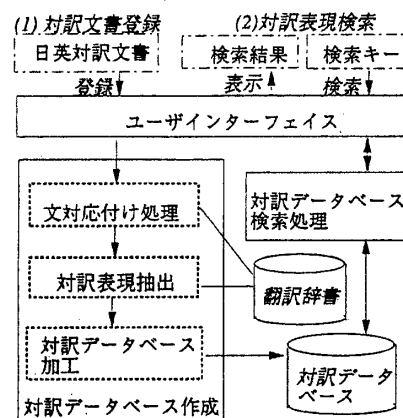 (1) 対訳文書登録
(2)対訳表現検索
日英対訳文書
検索結果
検索キー
登録
表示
検索
ユーザインターフェイス
文対応付け処理
対訳データベース
検索処理
対訳表現抽出
翻訳辞書
対訳データベース
加工
対訳データ
ベース
対訳データベース作成